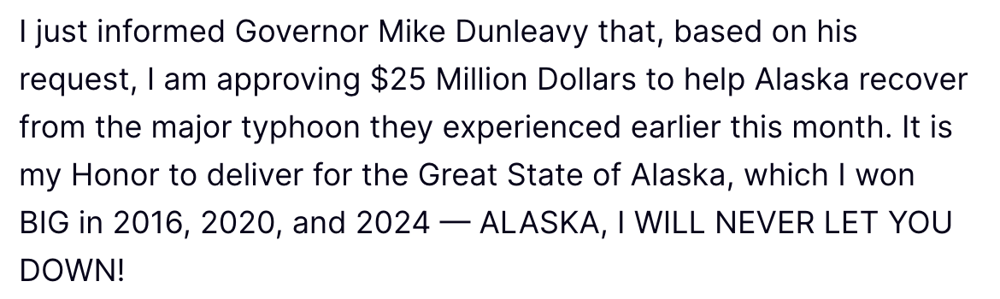 I just informed Governor Mike Dunleavy that, based on his
request, I am approving $25 Million Dollars to help Alaska recover
from the major typhoon they experienced earlier this month. It is
my Honor to deliver for the Great State of Alaska, which I won
BIG in 2016, 2020, and 2024 — ALASKA, I WILL NEVER LET YOU
DOWN!